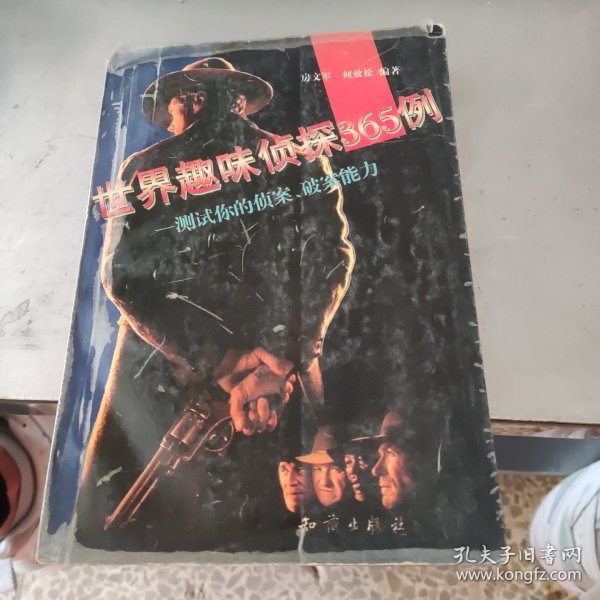 房文军 何效松 编著
世界趣味侦探365例
—测试你的侦案、破案能力
知识出版社
孔夫子旧书网
www.kongfz.com